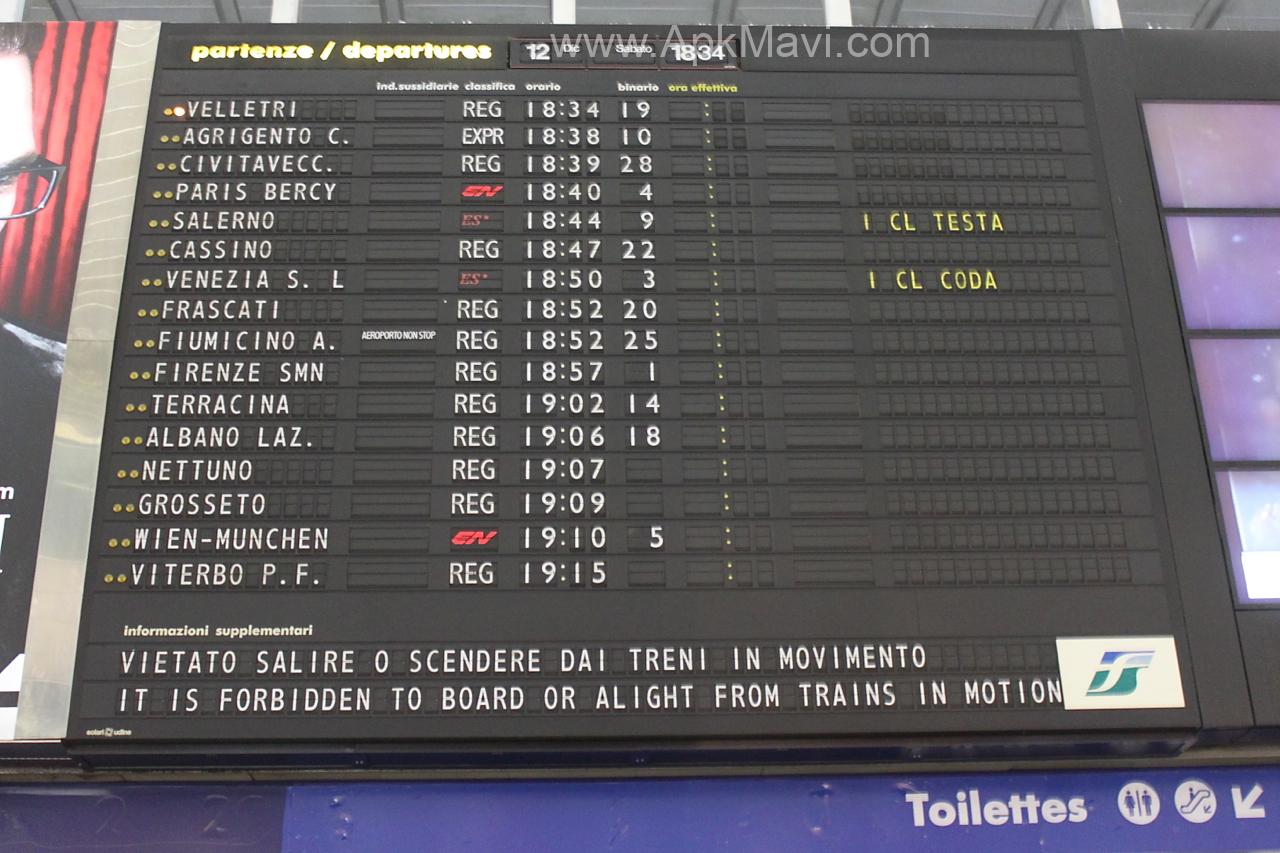 www.ApkMavi.com
partenze / departures 12 Dic Sabato 18 34
ind.sussidiarie classifica orario binario ora effettiva
VELLETRI REG 18:34 19 :
AGRIGENTO C. EXPR 18:38 10 :
CIVITAVECC. REG 18:39 28 :
PARIS BERCY EN 18:40 4 :
SALERNO ES* 18:44 9 : I CL TESTA
CASSINO REG 18:47 22 :
VENEZIA S. L ES* 18:50 3 : I CL CODA
FRASCATI REG 18:52 20 :
FIUMICINO A. AEROPORTO NON STOP REG 18:52 25 :
FIRENZE SMN REG 18:57 1 :
TERRACINA REG 19:02 14 :
ALBANO LAZ. REG 19:06 18 :
NETTUNO REG 19:07 :
GROSSETO REG 19:09 :
WIEN-MUNCHEN EN 19:10 5 :
VITERBO P.F. REG 19:15 :
informazioni supplementari
VIETATO SALIRE O SCENDERE DAI TRENI IN MOVIMENTO
IT IS FORBIDDEN TO BOARD OR ALIGHT FROM TRAINS IN MOTION
solari udine
Toilettes